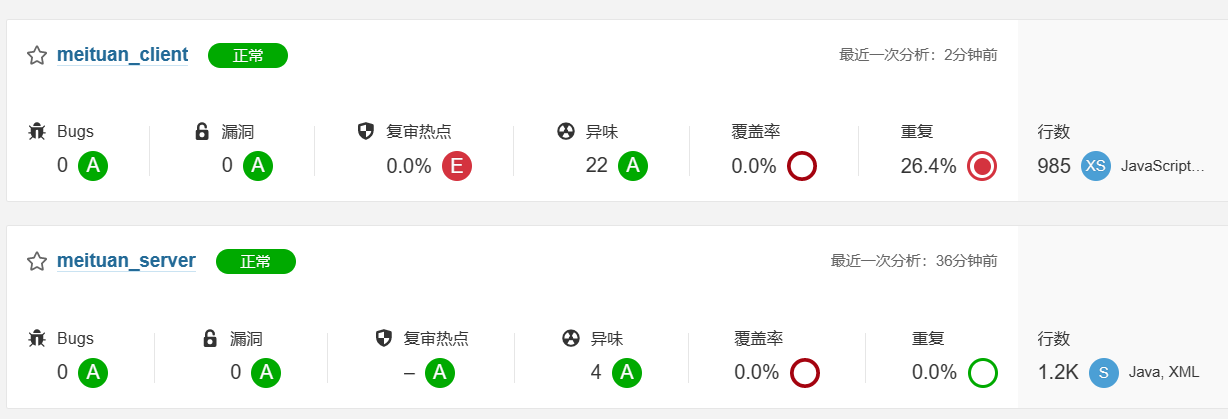 meituan_client 正常 最近一次分析：2分钟前
Bugs 漏洞 复审热点 异味 覆盖率 重复 行数
0 A 0 A 0.0% E 22 A 0.0% 26.4% 985 XS JavaScript...
meituan_server 正常 最近一次分析：36分钟前
Bugs 漏洞 复审热点 异味 覆盖率 重复 行数
0 A 0 A – A 4 A 0.0% 0.0% 1.2K S Java, XML